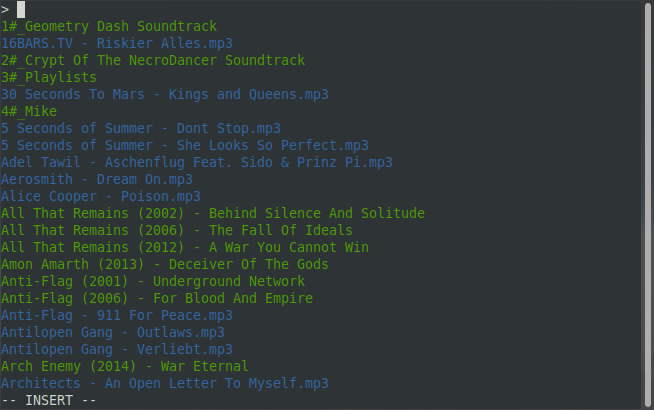 >
1#_Geometry Dash Soundtrack
16BARS.TV - Riskier Alles.mp3
2#_Crypt Of The NecroDancer Soundtrack
3#_Playlists
30 Seconds To Mars - Kings and Queens.mp3
4#_Mike
5 Seconds of Summer - Dont Stop.mp3
5 Seconds of Summer - She Looks So Perfect.mp3
Adel Tawil - Aschenflug Feat. Sido & Prinz Pi.mp3
Aerosmith - Dream On.mp3
Alice Cooper - Poison.mp3
All That Remains (2002) - Behind Silence And Solitude
All That Remains (2006) - The Fall Of Ideals
All That Remains (2012) - A War You Cannot Win
Amon Amarth (2013) - Deceiver Of The Gods
Anti-Flag (2001) - Underground Network
Anti-Flag (2006) - For Blood And Empire
Anti-Flag - 911 For Peace.mp3
Antilopen Gang - Outlaws.mp3
Antilopen Gang - Verliebt.mp3
Arch Enemy (2014) - War Eternal
Architects - An Open Letter To Myself.mp3
-- INSERT --